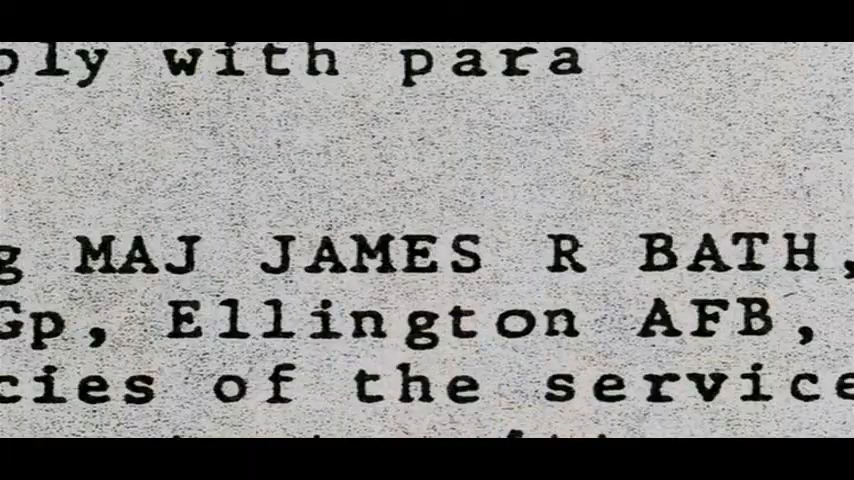 ply with para
g MAJ JAMES R BATH,
Gp, Ellington AFB,
cies of the service